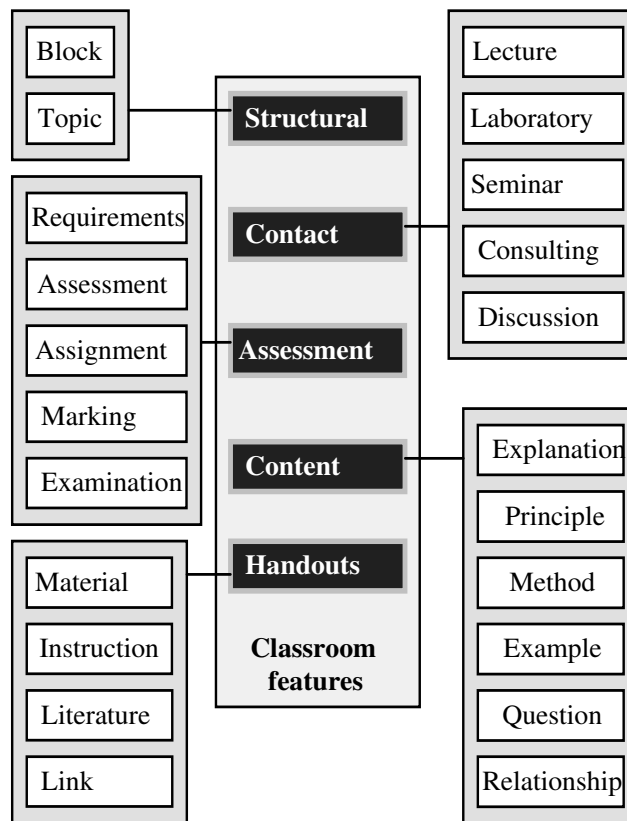 Block
Topic
Requirements
Assessment
Assignment
Marking
Examination
Material
Instruction
Literature
Link
Structural
Contact
Assessment
Content
Handouts
Classroom
features
Lecture
Laboratory
Seminar
Consulting
Discussion
Explanation
Principle
Method
Example
Question
Relationship